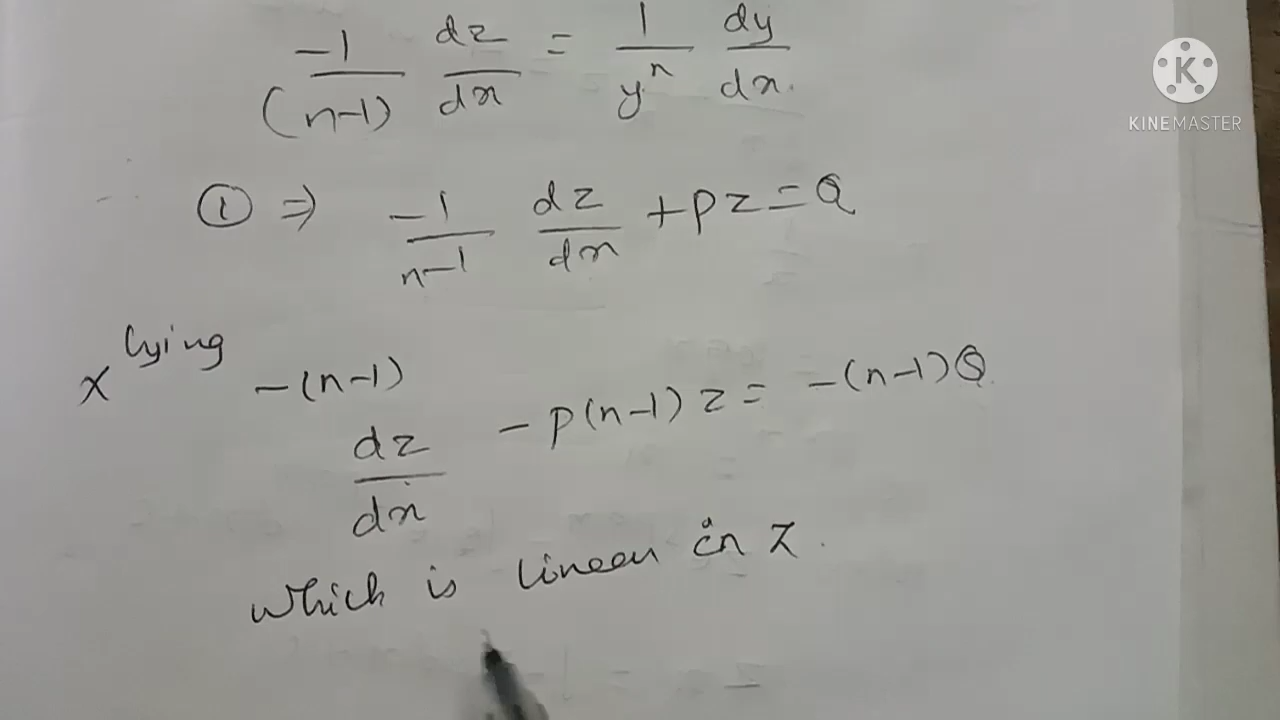 -1/(n-1) dz/dx = 1/y^n dy/dx.
K
KINEMASTER
① ⇒ -1/n-1 dz/dx + pz = Q
x lying -(n-1)
dz/dx - p(n-1) z = -(n-1)Q.
which is linear in z.